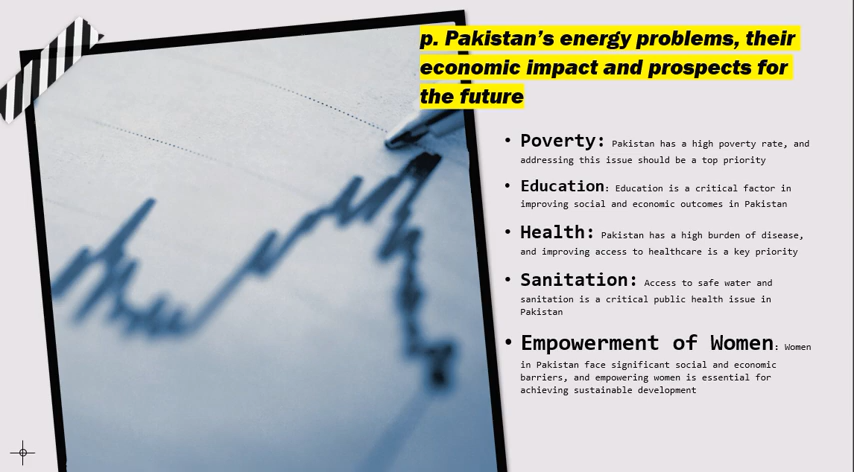 p. Pakistan’s energy problems, their
economic impact and prospects for
the future
• Poverty: Pakistan has a high poverty rate, and
addressing this issue should be a top priority
• Education: Education is a critical factor in
improving social and economic outcomes in Pakistan
• Health: Pakistan has a high burden of disease,
and improving access to healthcare is a key priority
• Sanitation: Access to safe water and
sanitation is a critical public health issue in
Pakistan
• Empowerment of Women: Women
in Pakistan face significant social and economic
barriers, and empowering women is essential for
achieving sustainable development